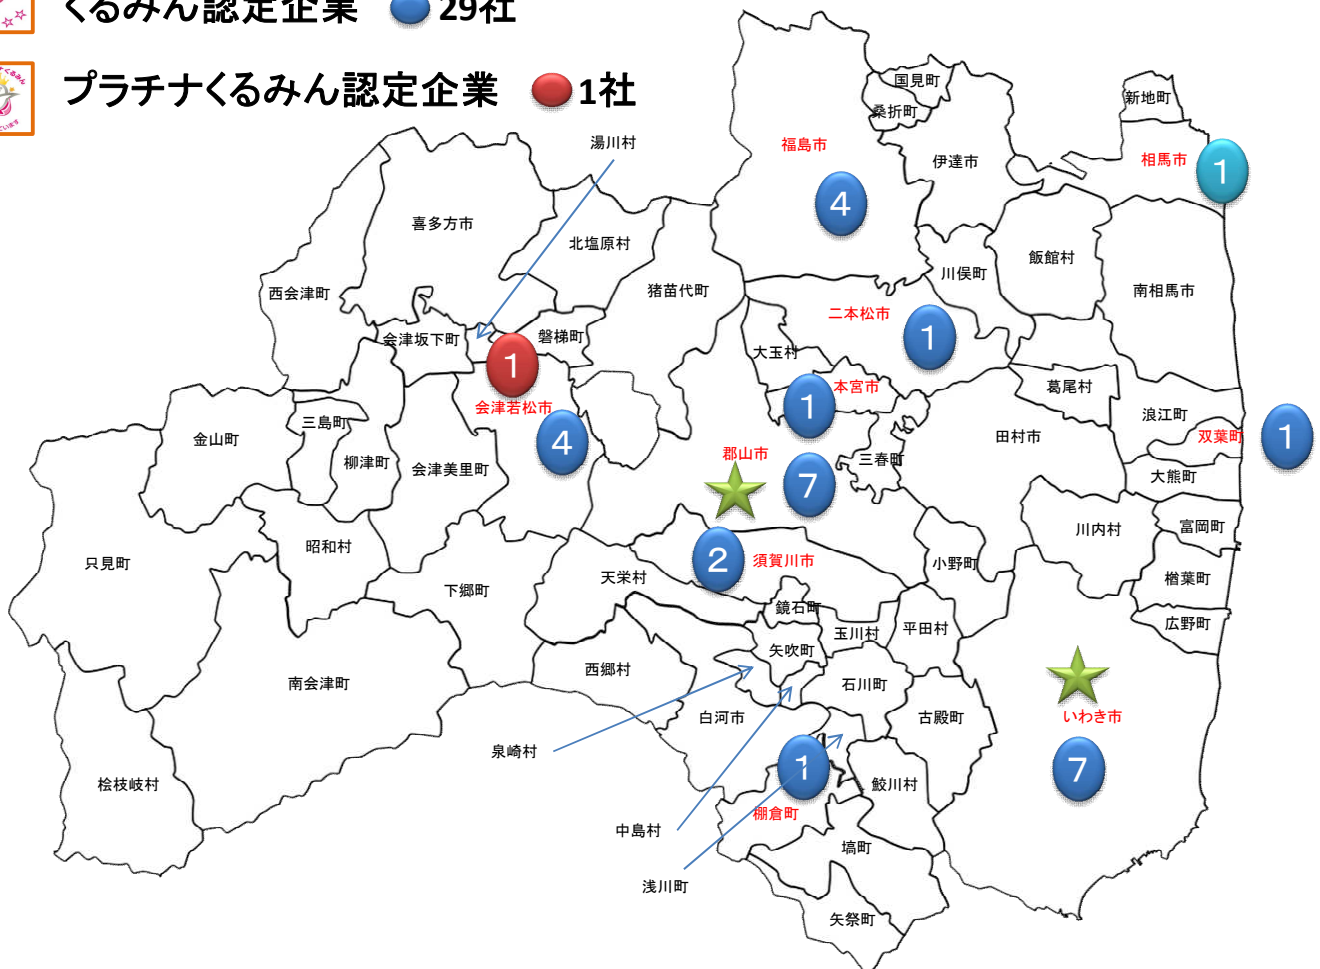 くるみん認定企業 29社
プラチナくるみん認定企業 1社
国見町
新地町
桑折町
湯川村
福島市
伊達市
相馬市
1
4
喜多方市
北塩原村
飯館村
川俣町
西会津町
猪苗代町
南相馬市
二本松市
会津坂下町
磐梯町
1
大玉村
1
本宮市
葛尾村
会津若松市
1
浪江町
三島町
金山町
4
田村市
双葉町
1
柳津町
会津美里町
郡山市
三春町
大熊町
7
富岡町
川内村
昭和村
只見町
2
須賀川市
小野町
天栄村
楢葉町
下郷町
鏡石町
広野町
玉川村
平田村
矢吹町
西郷村
南会津町
石川町
白河市
古殿町
いわき市
泉崎村
1
7
桧枝岐村
鮫川村
棚倉町
中島村
塙町
浅川町
矢祭町